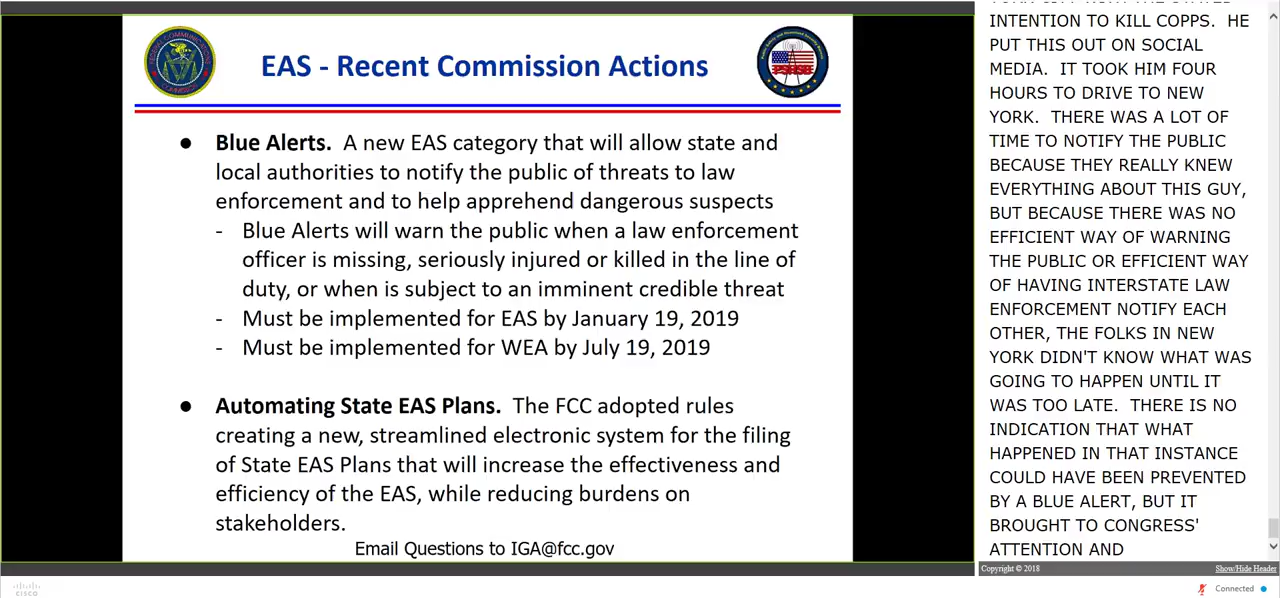 EAS - Recent Commission Actions
● Blue Alerts. A new EAS category that will allow state and
local authorities to notify the public of threats to law
enforcement and to help apprehend dangerous suspects
- Blue Alerts will warn the public when a law enforcement
officer is missing, seriously injured or killed in the line of
duty, or when is subject to an imminent credible threat
- Must be implemented for EAS by January 19, 2019
- Must be implemented for WEA by July 19, 2019
● Automating State EAS Plans. The FCC adopted rules
creating a new, streamlined electronic system for the filing
of State EAS Plans that will increase the effectiveness and
efficiency of the EAS, while reducing burdens on
stakeholders.
Email Questions to IGA@fcc.gov
INTENTION TO KILL COPPS. HE
PUT THIS OUT ON SOCIAL
MEDIA. IT TOOK HIM FOUR
HOURS TO DRIVE TO NEW
YORK. THERE WAS A LOT OF
TIME TO NOTIFY THE PUBLIC
BECAUSE THEY REALLY KNEW
EVERYTHING ABOUT THIS GUY,
BUT BECAUSE THERE WAS NO
EFFICIENT WAY OF WARNING
THE PUBLIC OR EFFICIENT WAY
OF HAVING INTERSTATE LAW
ENFORCEMENT NOTIFY EACH
OTHER, THE FOLKS IN NEW
YORK DIDN'T KNOW WHAT WAS
GOING TO HAPPEN UNTIL IT
WAS TOO LATE. THERE IS NO
INDICATION THAT WHAT
HAPPENED IN THAT INSTANCE
COULD HAVE BEEN PREVENTED
BY A BLUE ALERT, BUT IT
BROUGHT TO CONGRESS'
ATTENTION AND
Copyright © 2018 Show/Hide Header
cisco
Connected